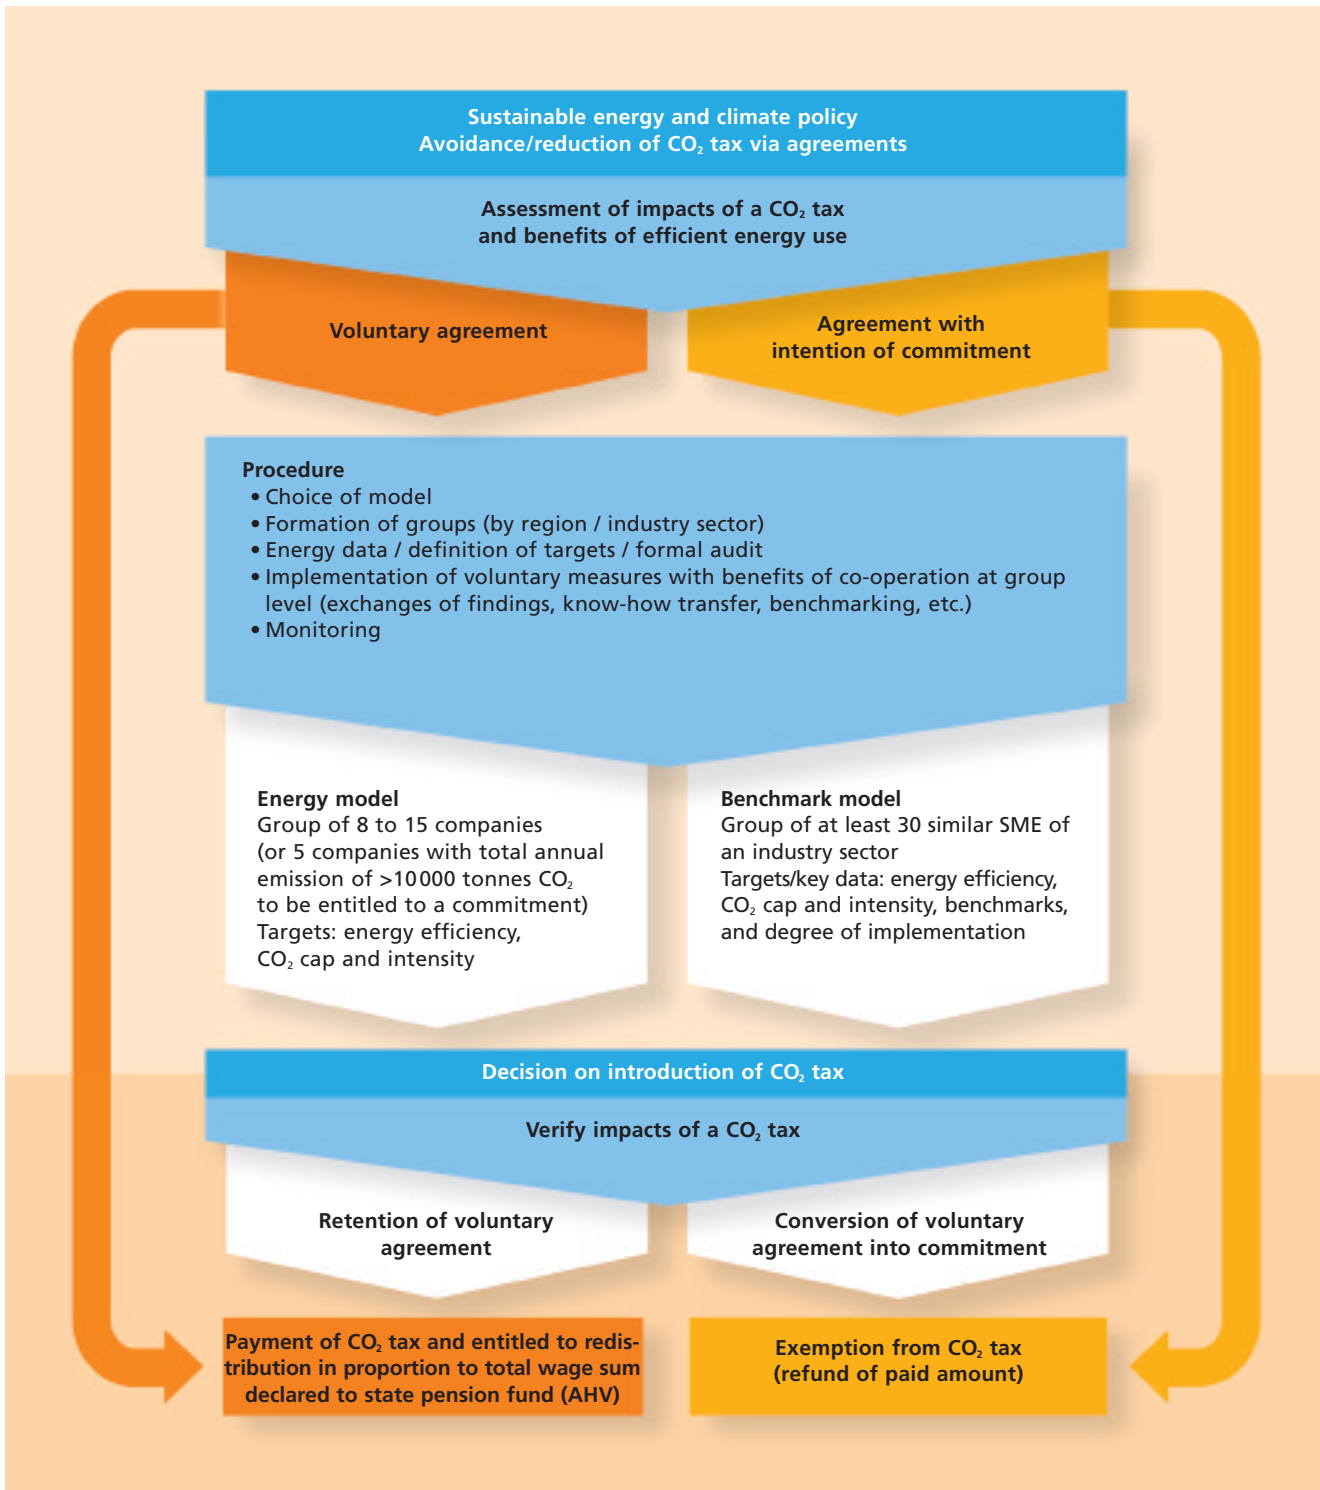 Sustainable energy and climate policy
Avoidance/reduction of CO₂ tax via agreements
Assessment of impacts of a CO₂ tax
and benefits of efficient energy use
Voluntary agreement
Agreement with
intention of commitment
Procedure
• Choice of model
• Formation of groups (by region / industry sector)
• Energy data / definition of targets / formal audit
• Implementation of voluntary measures with benefits of co-operation at group
level (exchanges of findings, know-how transfer, benchmarking, etc.)
• Monitoring
Energy model
Group of 8 to 15 companies
(or 5 companies with total annual
emission of >10 000 tonnes CO₂
to be entitled to a commitment)
Targets: energy efficiency,
CO₂ cap and intensity
Benchmark model
Group of at least 30 similar SME of
an industry sector
Targets/key data: energy efficiency,
CO₂ cap and intensity, benchmarks,
and degree of implementation
Decision on introduction of CO₂ tax
Verify impacts of a CO₂ tax
Retention of voluntary
agreement
Conversion of voluntary
agreement into commitment
Payment of CO₂ tax and entitled to redis-
tribution in proportion to total wage sum
declared to state pension fund (AHV)
Exemption from CO₂ tax
(refund of paid amount)